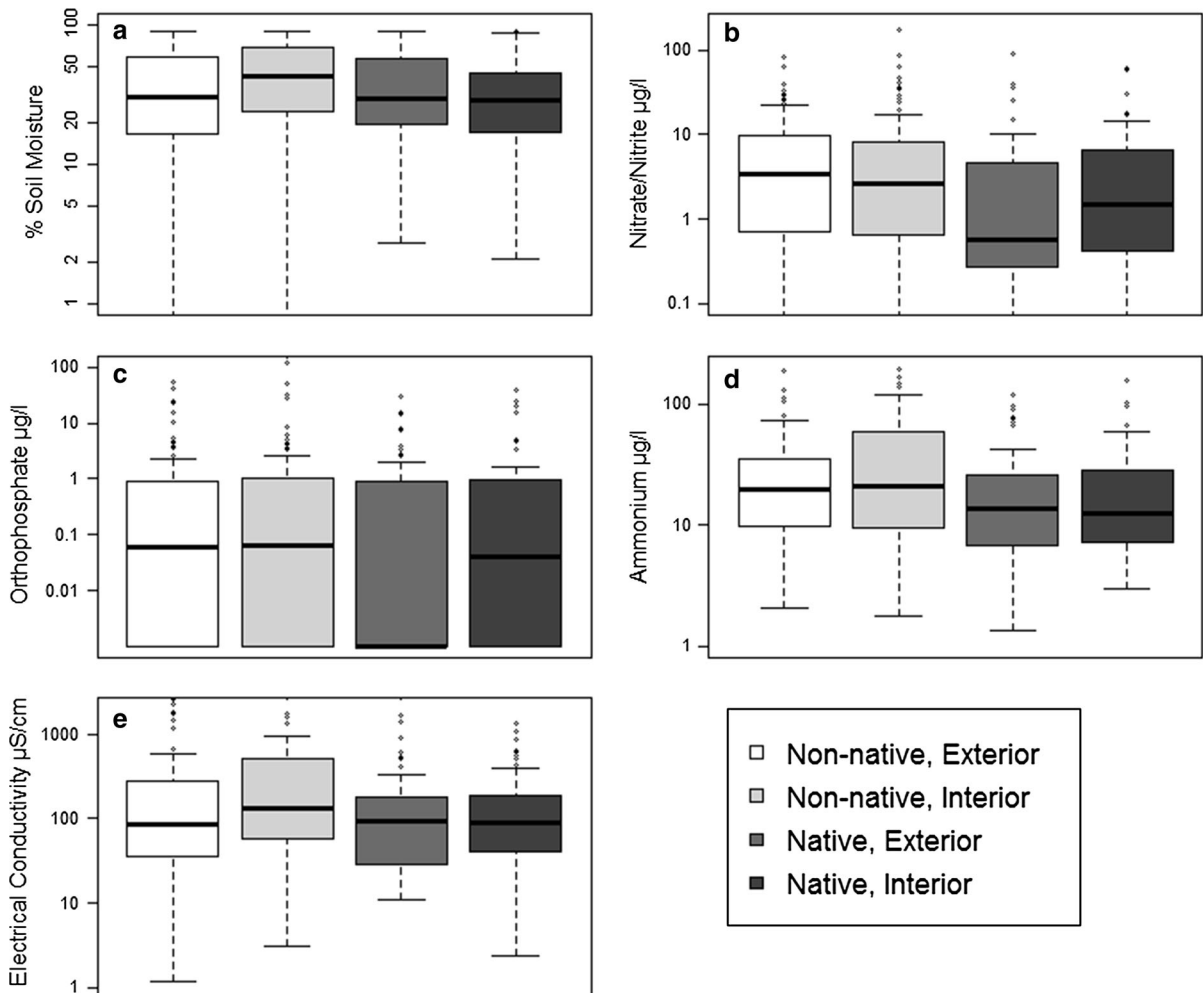 a
% Soil Moisture
100
50
20
10
5
2
1
b
Nitrate/Nitrite µg/l
100
10
1
0.1
c
Orthophosphate µg/l
100
10
1
0.1
0.01
d
Ammonium µg/l
100
10
1
e
Electrical Conductivity µS/cm
1000
100
10
1
Non-native, Exterior
Non-native, Interior
Native, Exterior
Native, Interior